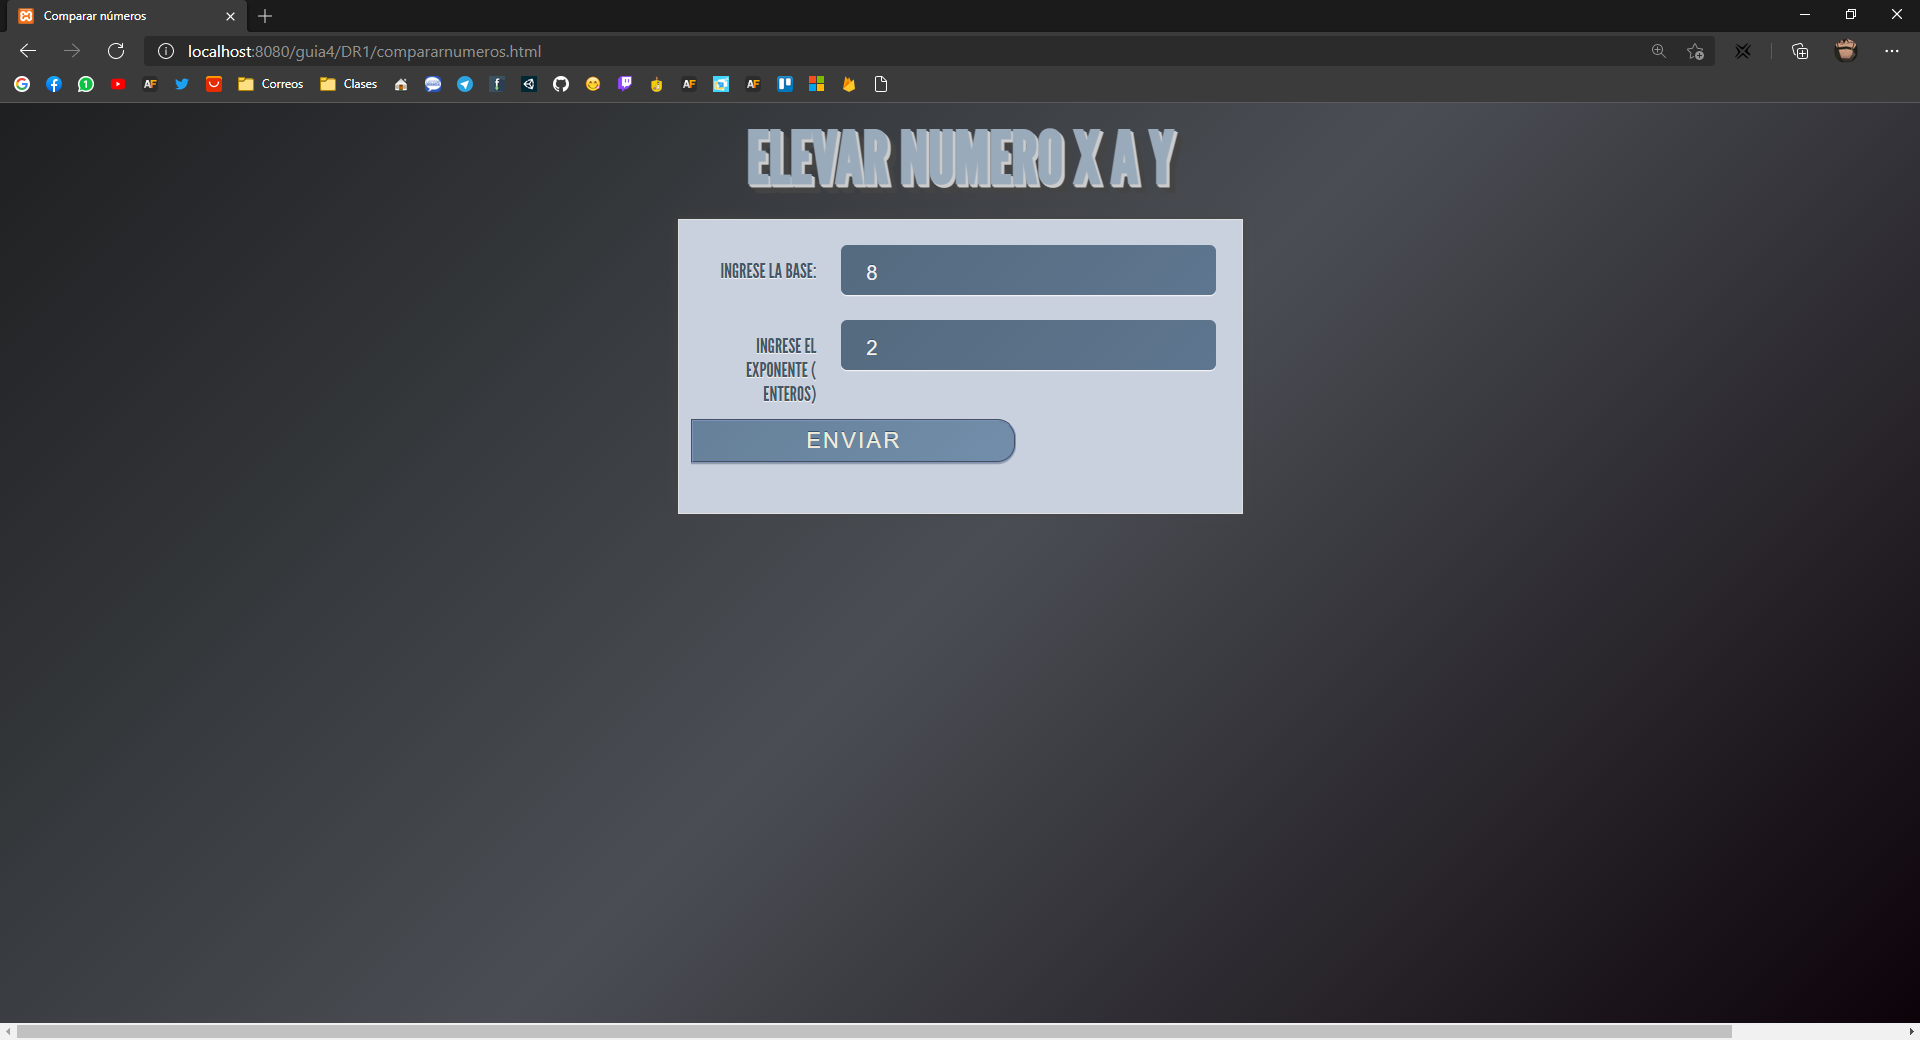 Comparar números
localhost:8080/guia4/DR1/compararnumeros.html
Correos
Clases
ELEVAR NUMERO X A Y
INGRESE LA BASE:
8
INGRESE EL
EXPONENTE (
ENTEROS)
2
ENVIAR